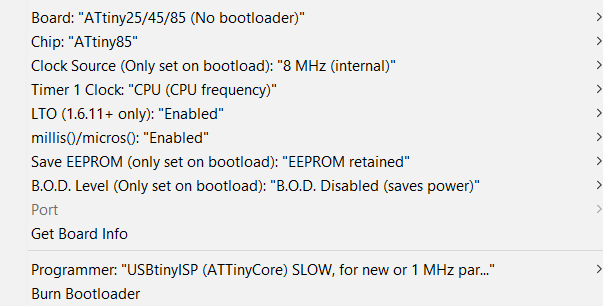 Board: "ATtiny25/45/85 (No bootloader)"
Chip: "ATtiny85"
Clock Source (Only set on bootload): "8 MHz (internal)"
Timer 1 Clock: "CPU (CPU frequency)"
LTO (1.6.11+ only): "Enabled"
millis()/micros(): "Enabled"
Save EEPROM (only set on bootload): "EEPROM retained"
B.O.D. Level (Only set on bootload): "B.O.D. Disabled (saves power)"
Port
Get Board Info
Programmer: "USBtinyISP (ATTinyCore) SLOW, for new or 1 MHz par..."
Burn Bootloader